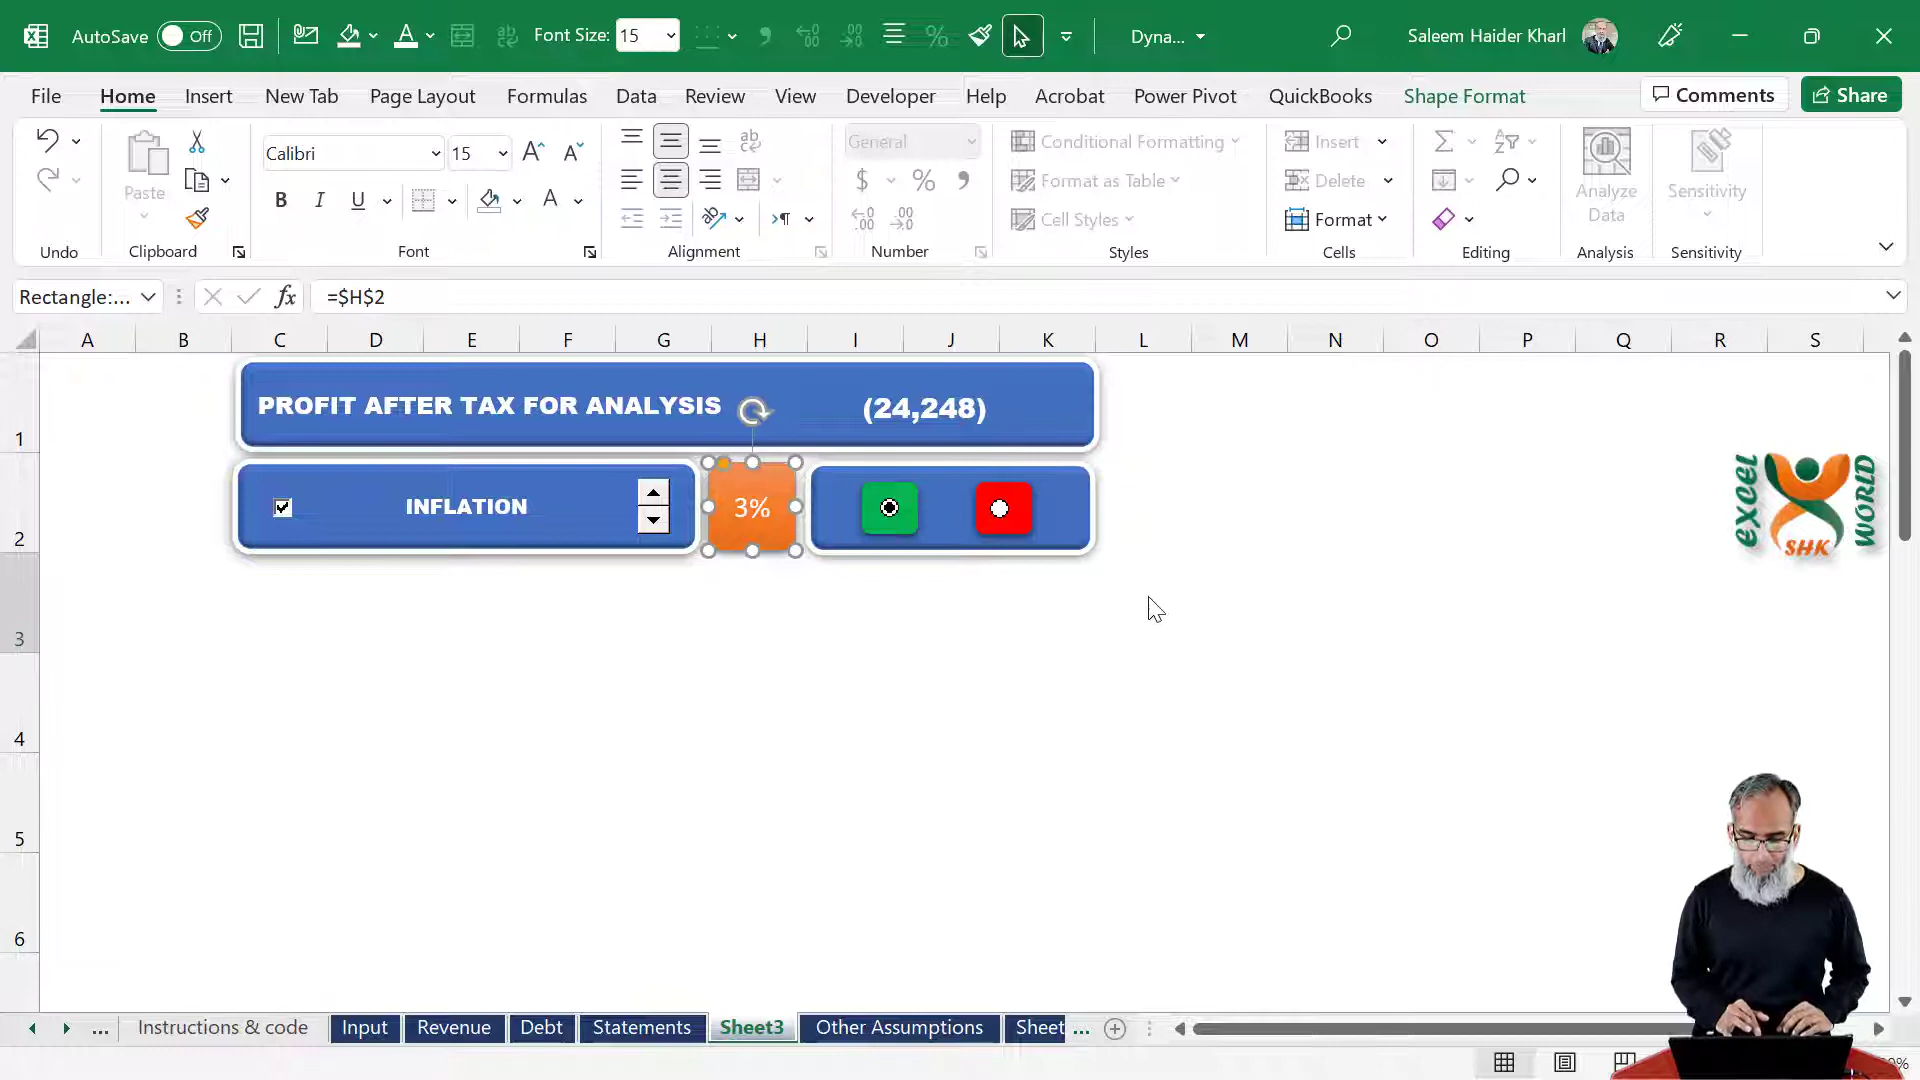 AutoSave Off Font Size: 15 Dyna... Saleem Haider Kharl
File Home Insert New Tab Page Layout Formulas Data Review View Developer Help Acrobat Power Pivot QuickBooks Shape Format Comments Share
Paste Calibri 15 General Conditional Formatting Insert
B I U $ % Format as Table Delete Analyze Data Sensitivity
Cell Styles Format
Undo Clipboard Font Alignment Number Styles Cells Editing Analysis Sensitivity
Rectangle:... fx =$H$2
A B C D E F G H I J K L M N O P Q R S
1 PROFIT AFTER TAX FOR ANALYSIS (24,248)
2 INFLATION 3%
EXCEL WORLD SHK
3
4
5
6
... Instructions & code Input Revenue Debt Statements Sheet3 Other Assumptions Sheet ...